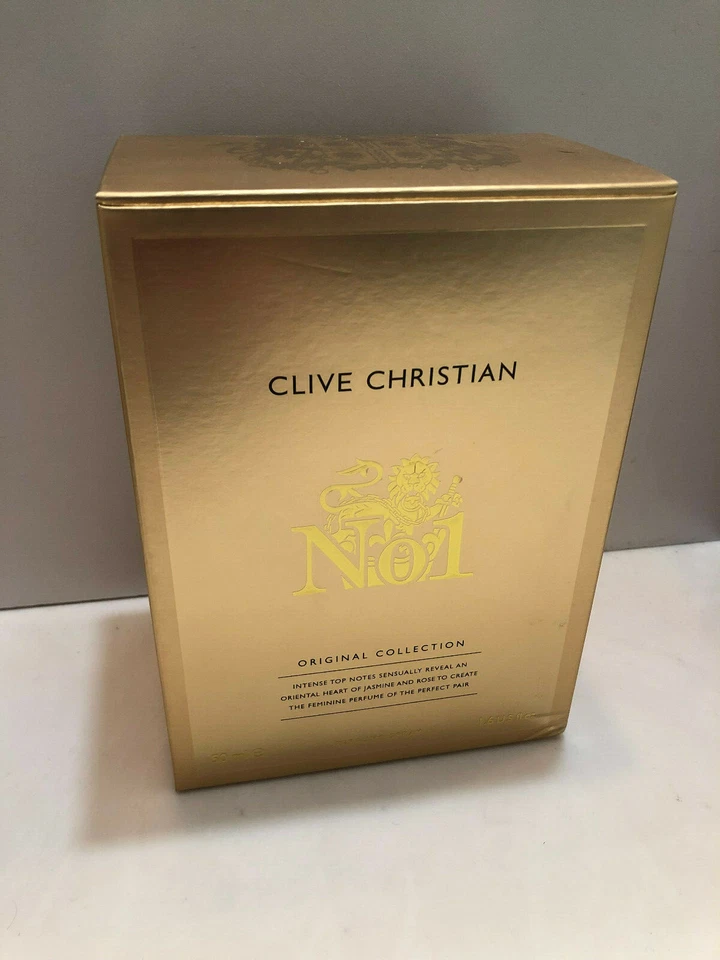 CLIVE CHRISTIAN
No1
ORIGINAL COLLECTION
INTENSE TOP NOTES SENSUALLY REVEAL AN
ORIENTAL HEART OF JASMINE AND ROSE TO CREATE
THE FEMININE PERFUME OF THE PERFECT PAIR